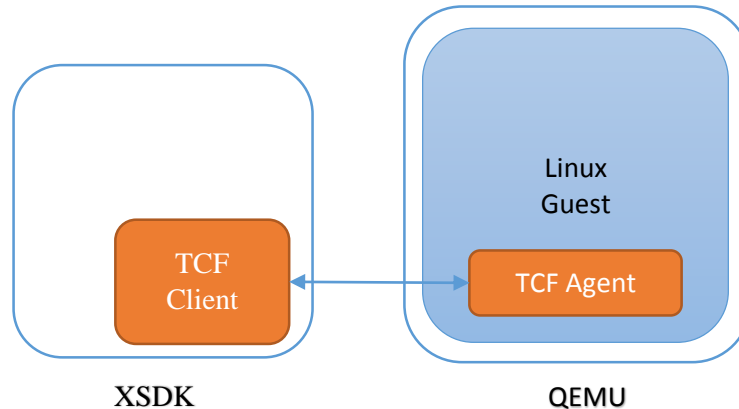 Linux
Guest
TCF
Client
TCF Agent
XSDK
QEMU